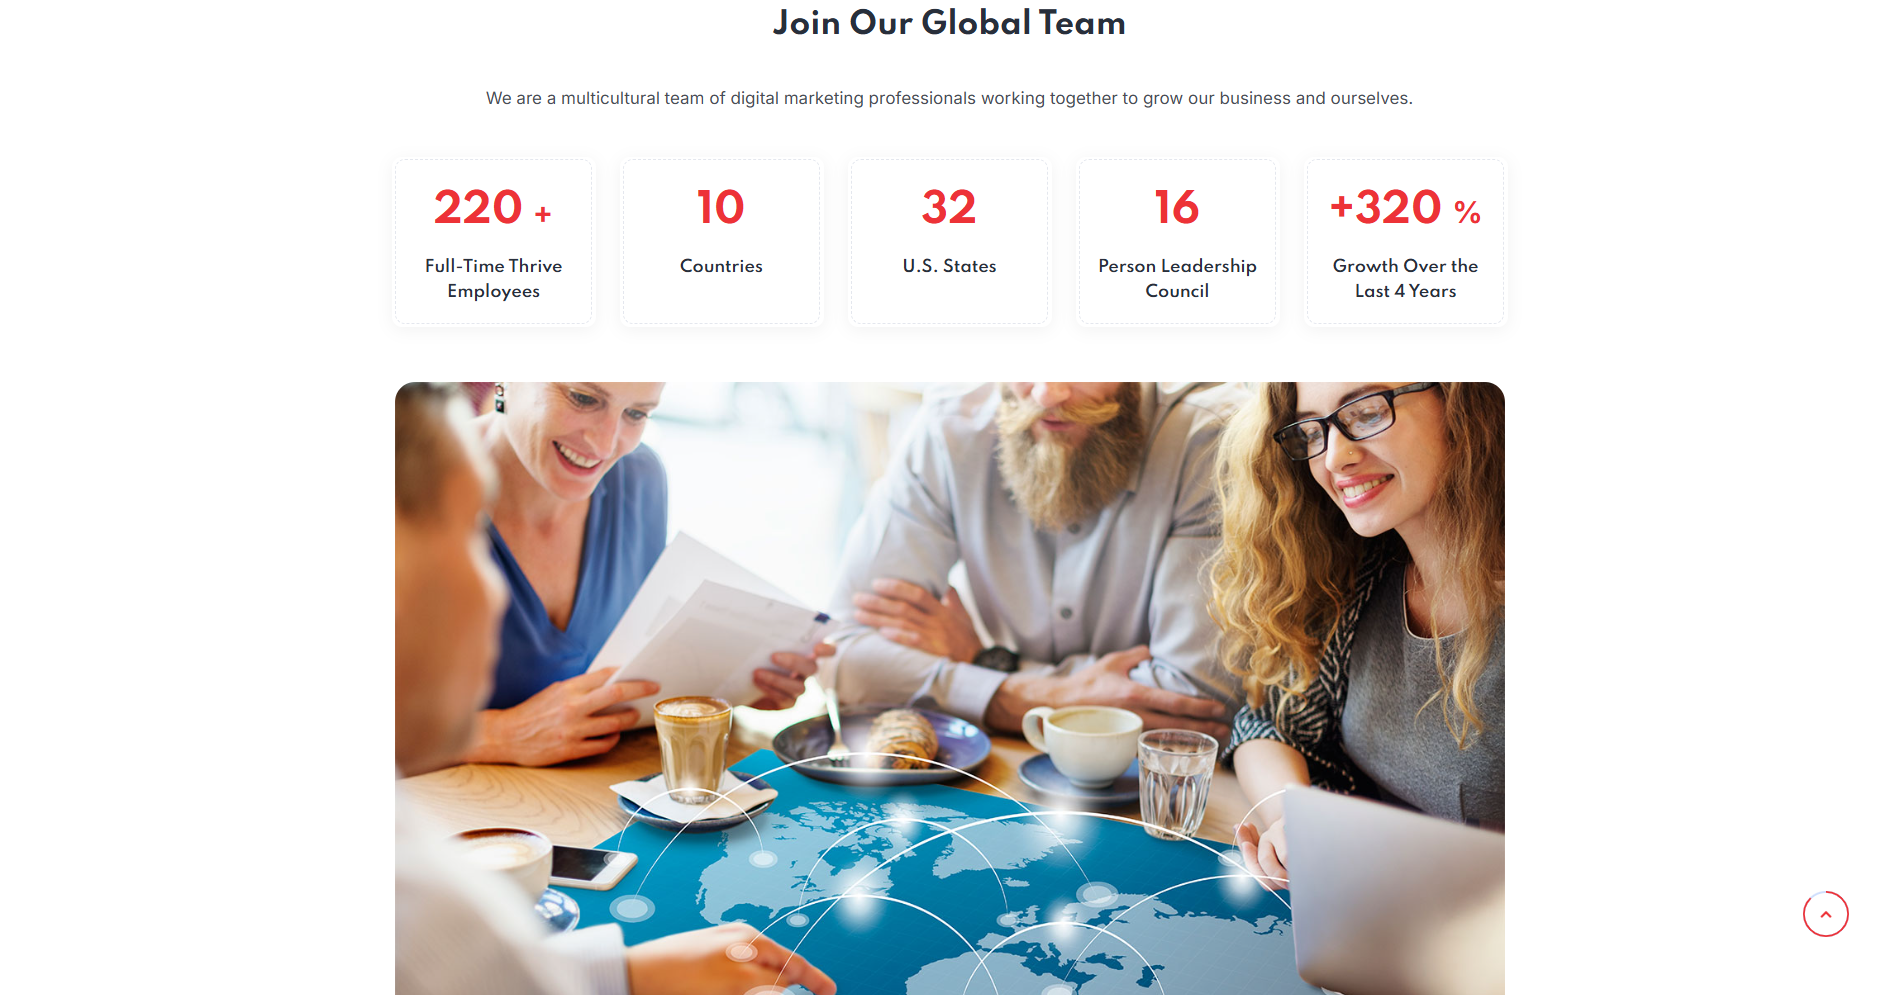 Join Our Global Team
We are a multicultural team of digital marketing professionals working together to grow our business and ourselves.
220 +
Full-Time Thrive
Employees
10
Countries
32
U.S. States
16
Person Leadership
Council
+320 %
Growth Over the
Last 4 Years